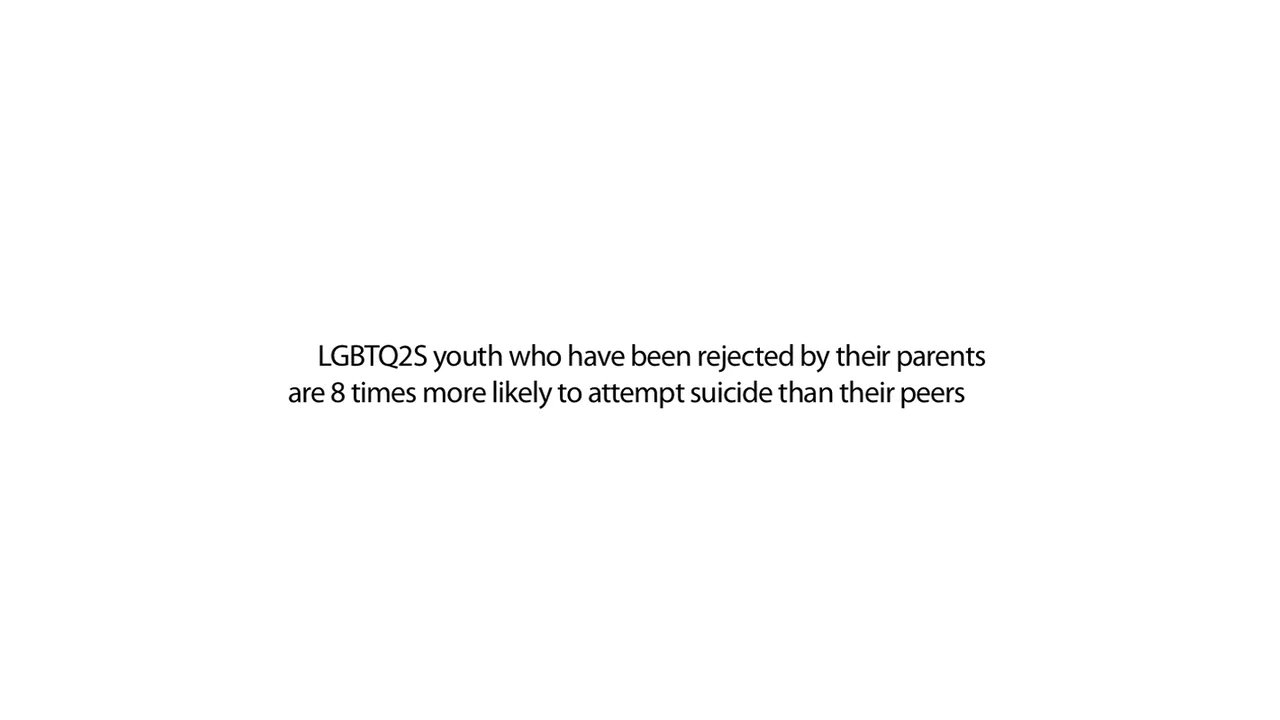 LGBTQ2S youth who have been rejected by their parents
are 8 times more likely to attempt suicide than their peers